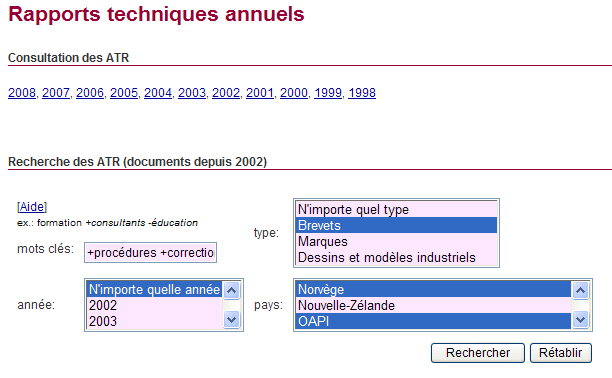 Rapports techniques annuels
Consultation des ATR
2008, 2007, 2006, 2005, 2004, 2003, 2002, 2001, 2000, 1999, 1998
Recherche des ATR (documents depuis 2002)
[Aide]
ex.: formation +consultants -éducation
mots clés: +procédures +correction
type:
N'importe quel type
Brevets
Marques
Dessins et modèles industriels
année:
N'importe quelle année
2002
2003
pays:
Norvège
Nouvelle-Zélande
OAPI
Rechercher Rétablir